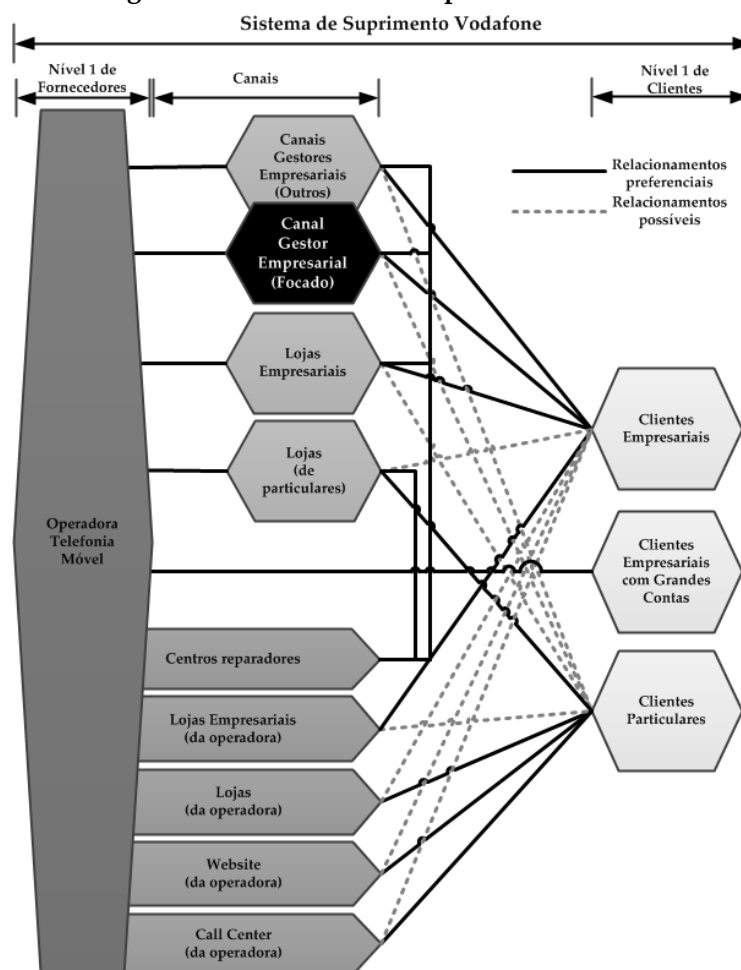 Sistema de Suprimento Vodafone
Nível 1 de
Fornecedores
Canais
Nível 1 de
Clientes
Canais
Gestores
Empresariais
(Outros)
Relacionamentos
preferenciais
Relacionamentos
possíveis
Canal
Gestor
Empresarial
(Focado)
Lojas
Empresariais
Clientes
Empresariais
Lojas
(de
particulares)
Operadora
Telefonia
Móvel
Clientes
Empresariais
com Grandes
Contas
Centros reparadores
Lojas Empresariais
(da operadora)
Clientes
Particulares
Lojas
(da operadora)
Website
(da operadora)
Call Center
(da operadora)